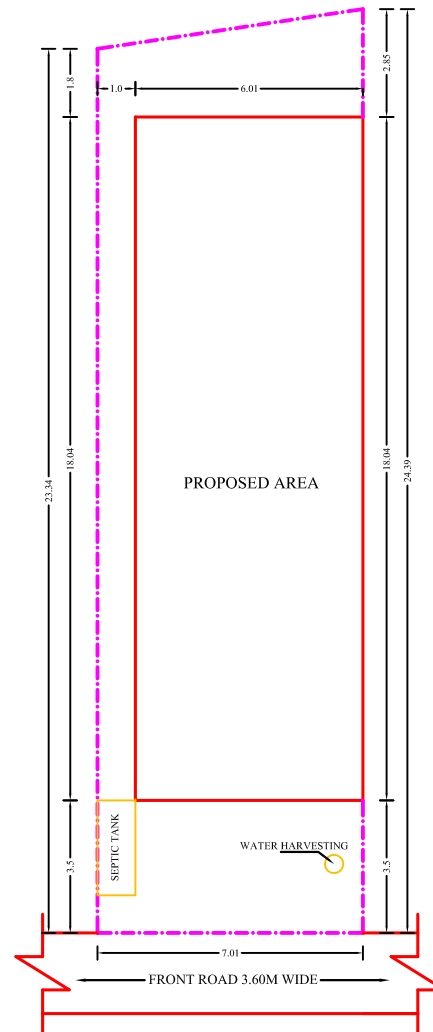 2.85
1.8
1.0
6.01
18.04
18.04
23.34
24.39
PROPOSED AREA
SEPTIC TANK
WATER HARVESTING
3.5
3.5
7.01
FRONT ROAD 3.60M WIDE